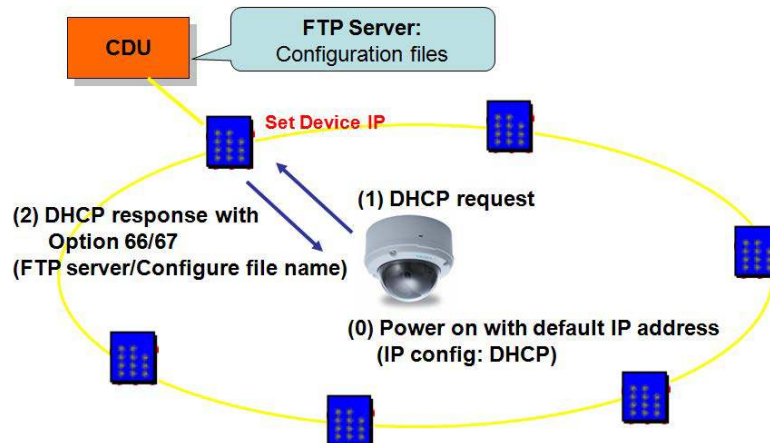 CDU
FTP Server:
Configuration files
Set Device IP
(1) DHCP request
(2) DHCP response with
Option 66/67
(FTP server/Configure file name)
(0) Power on with default IP address
(IP config: DHCP)